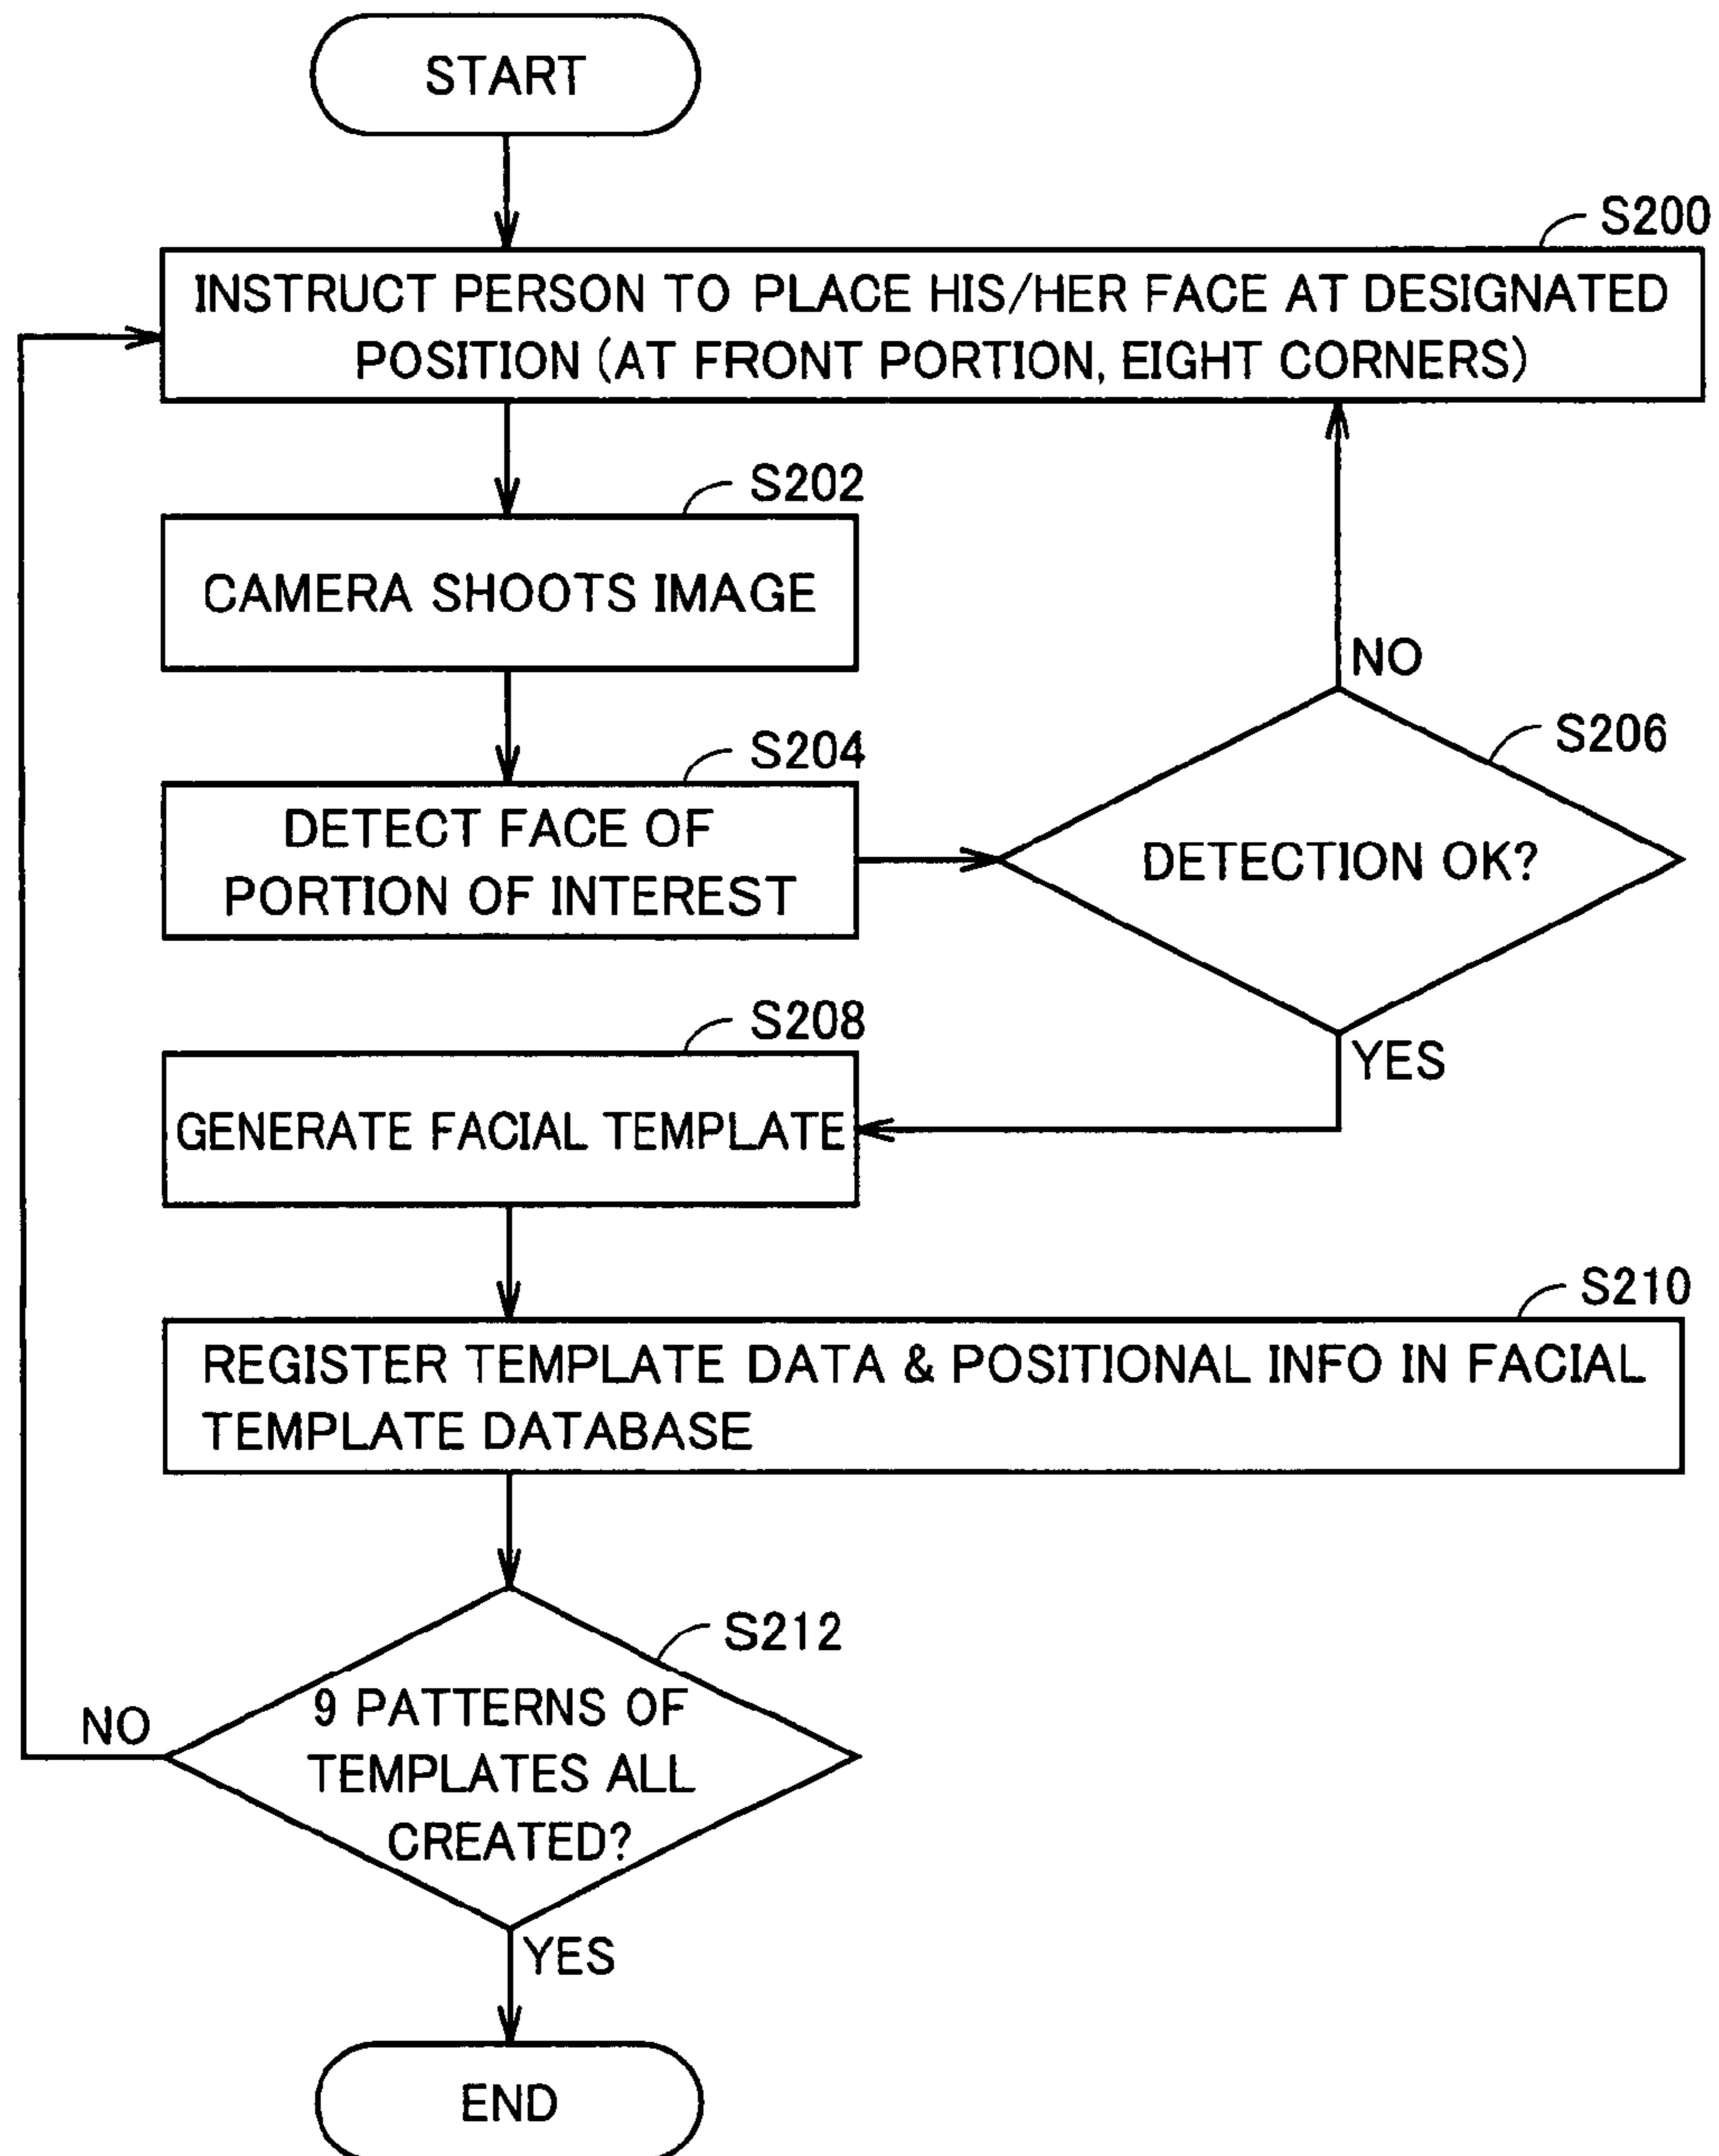 START
S200
INSTRUCT PERSON TO PLACE HIS/HER FACE AT DESIGNATED
POSITION (AT FRONT PORTION, EIGHT CORNERS)
S202
CAMERA SHOOTS IMAGE
S204
DETECT FACE OF
PORTION OF INTEREST
NO
S206
DETECTION OK?
YES
S208
GENERATE FACIAL TEMPLATE
S210
REGISTER TEMPLATE DATA & POSITIONAL INFO IN FACIAL
TEMPLATE DATABASE
S212
9 PATTERNS OF
TEMPLATES ALL
CREATED?
NO
YES
END